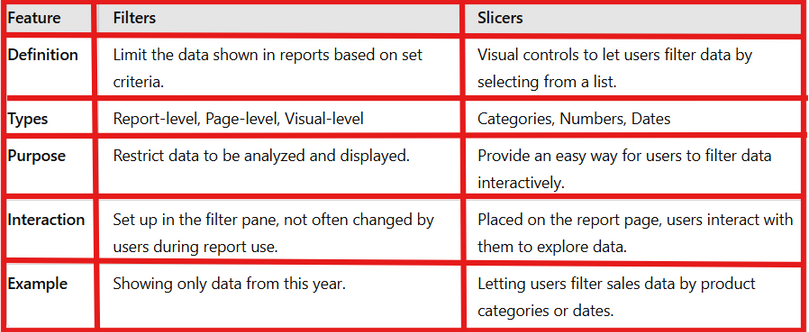 Feature Filters Slicers
Definition Limit the data shown in reports based on set Visual controls to let users filter data by
criteria. selecting from a list.
Types Report-level, Page-level, Visual-level Categories, Numbers, Dates
Purpose Restrict data to be analyzed and displayed. Provide an easy way for users to filter data
interactively.
Interaction Set up in the filter pane, not often changed by Placed on the report page, users interact with
users during report use. them to explore data.
Example Showing only data from this year. Letting users filter sales data by product
categories or dates.